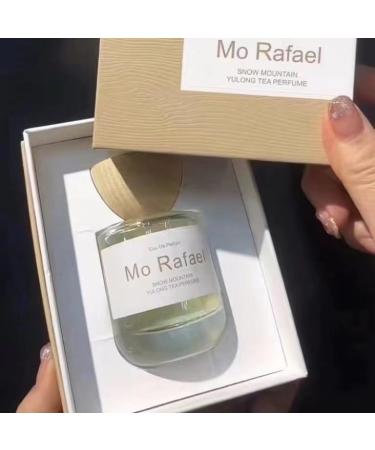 Mo Rafael
SNOW MOUNTAIN
YULONG TEA PERFUME
Eau De Parfum
Mo Rafael
SNOW MOUNTAIN
YULONG TEA PERFUME